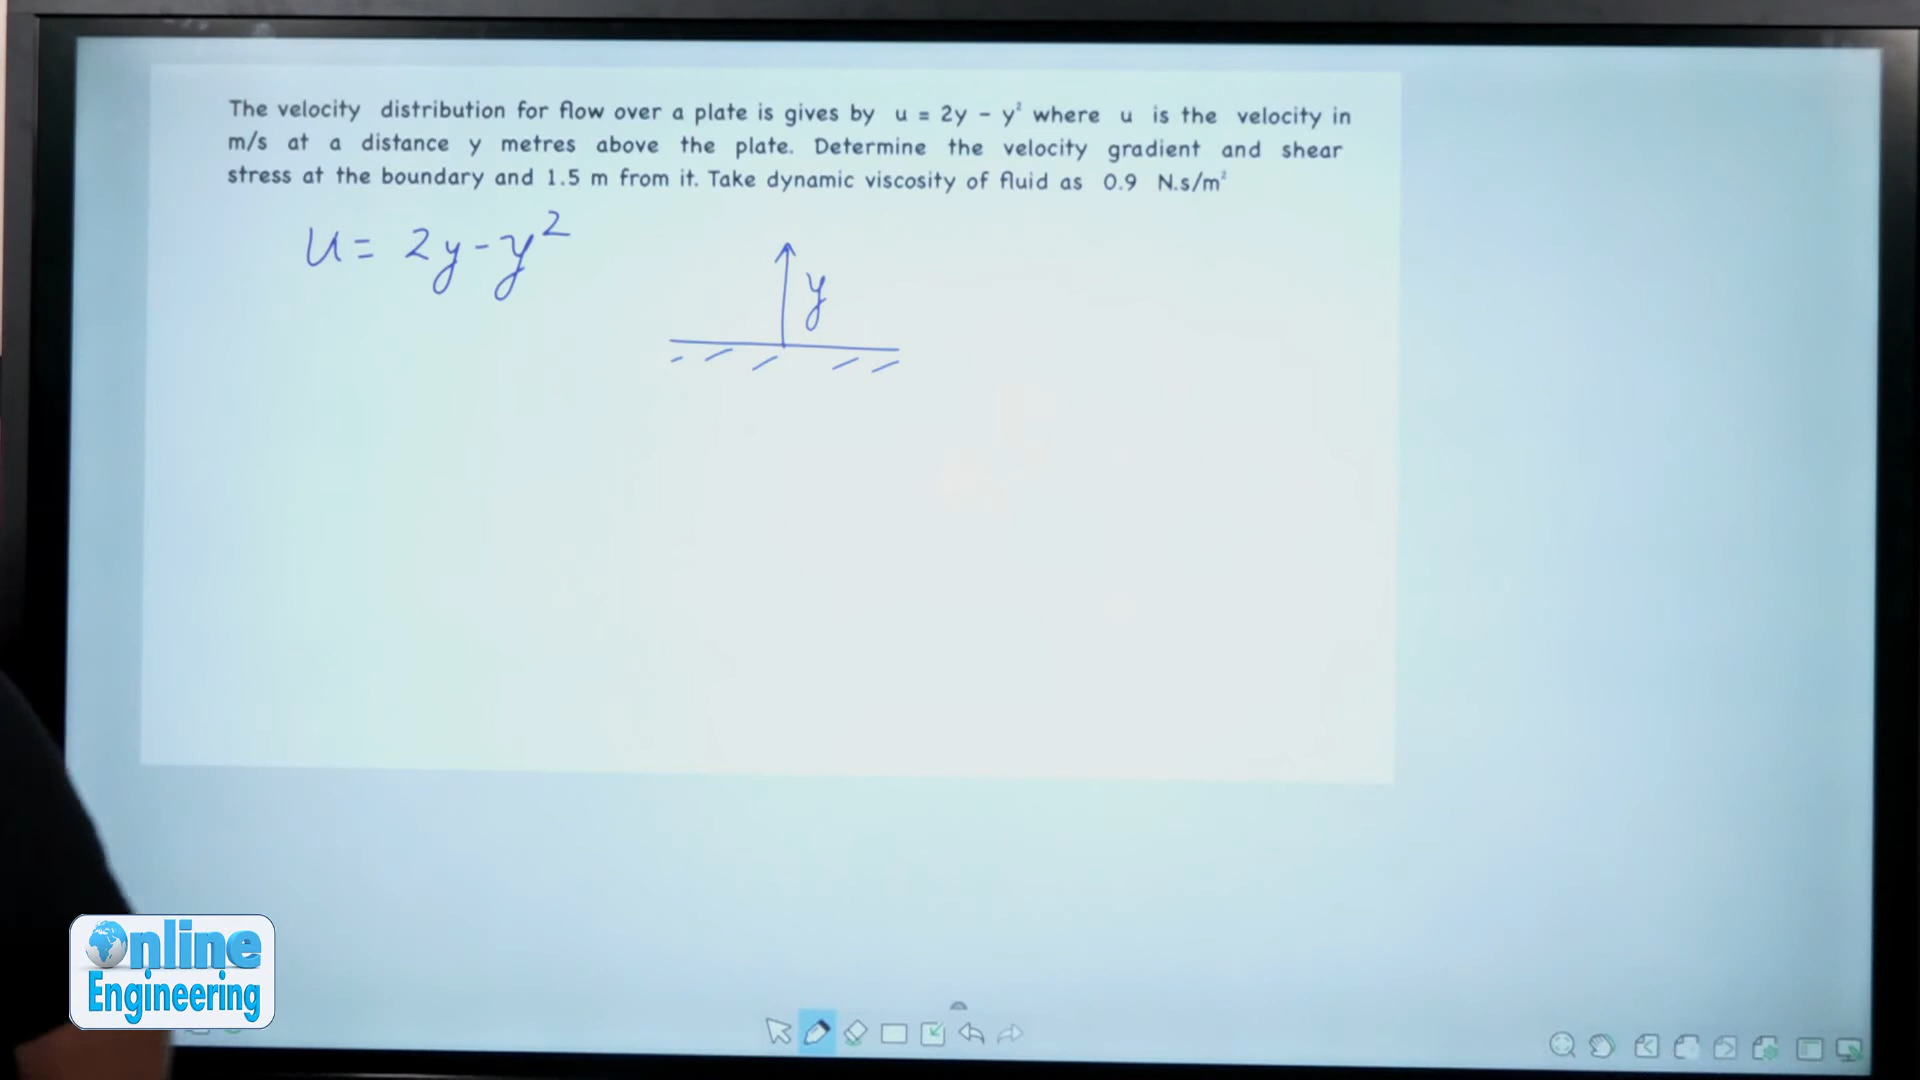 The velocity distribution for flow over a plate is gives by u = 2y - y² where u is the velocity in
m/s at a distance y metres above the plate. Determine the velocity gradient and shear
stress at the boundary and 1.5 m from it. Take dynamic viscosity of fluid as 0.9 N.s/m²
u = 2y - y²
y
Online
Engineering